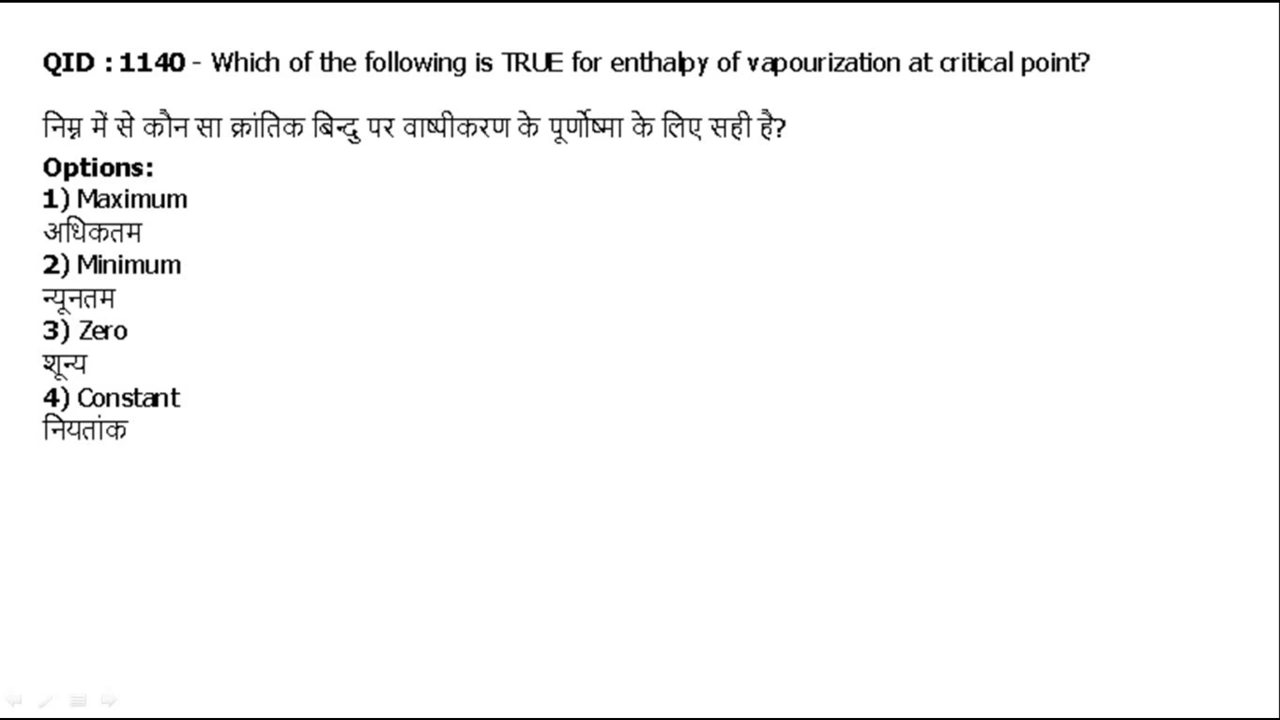 QID : 1140 - Which of the following is TRUE for enthalpy of vapourization at critical point?
निम्न में से कौन सा क्रांतिक बिन्दु पर वाष्पीकरण के पूर्णोष्मा के लिए सही है?
Options:
1) Maximum
अधिकतम
2) Minimum
न्यूनतम
3) Zero
शून्य
4) Constant
नियतांक